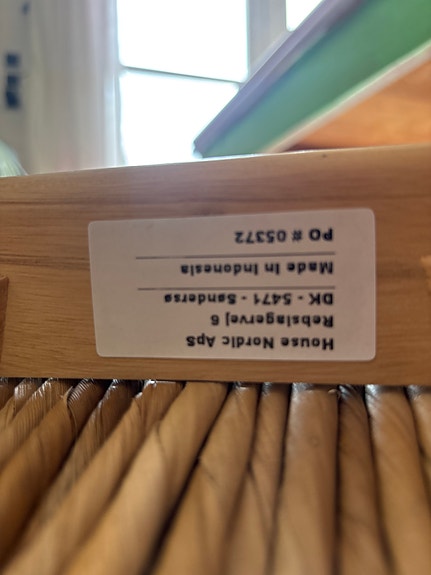 House Nordic ApS
Rebslagervej 6
DK - 5471 - Søndersø
Made In Indonesia
PO # 05372